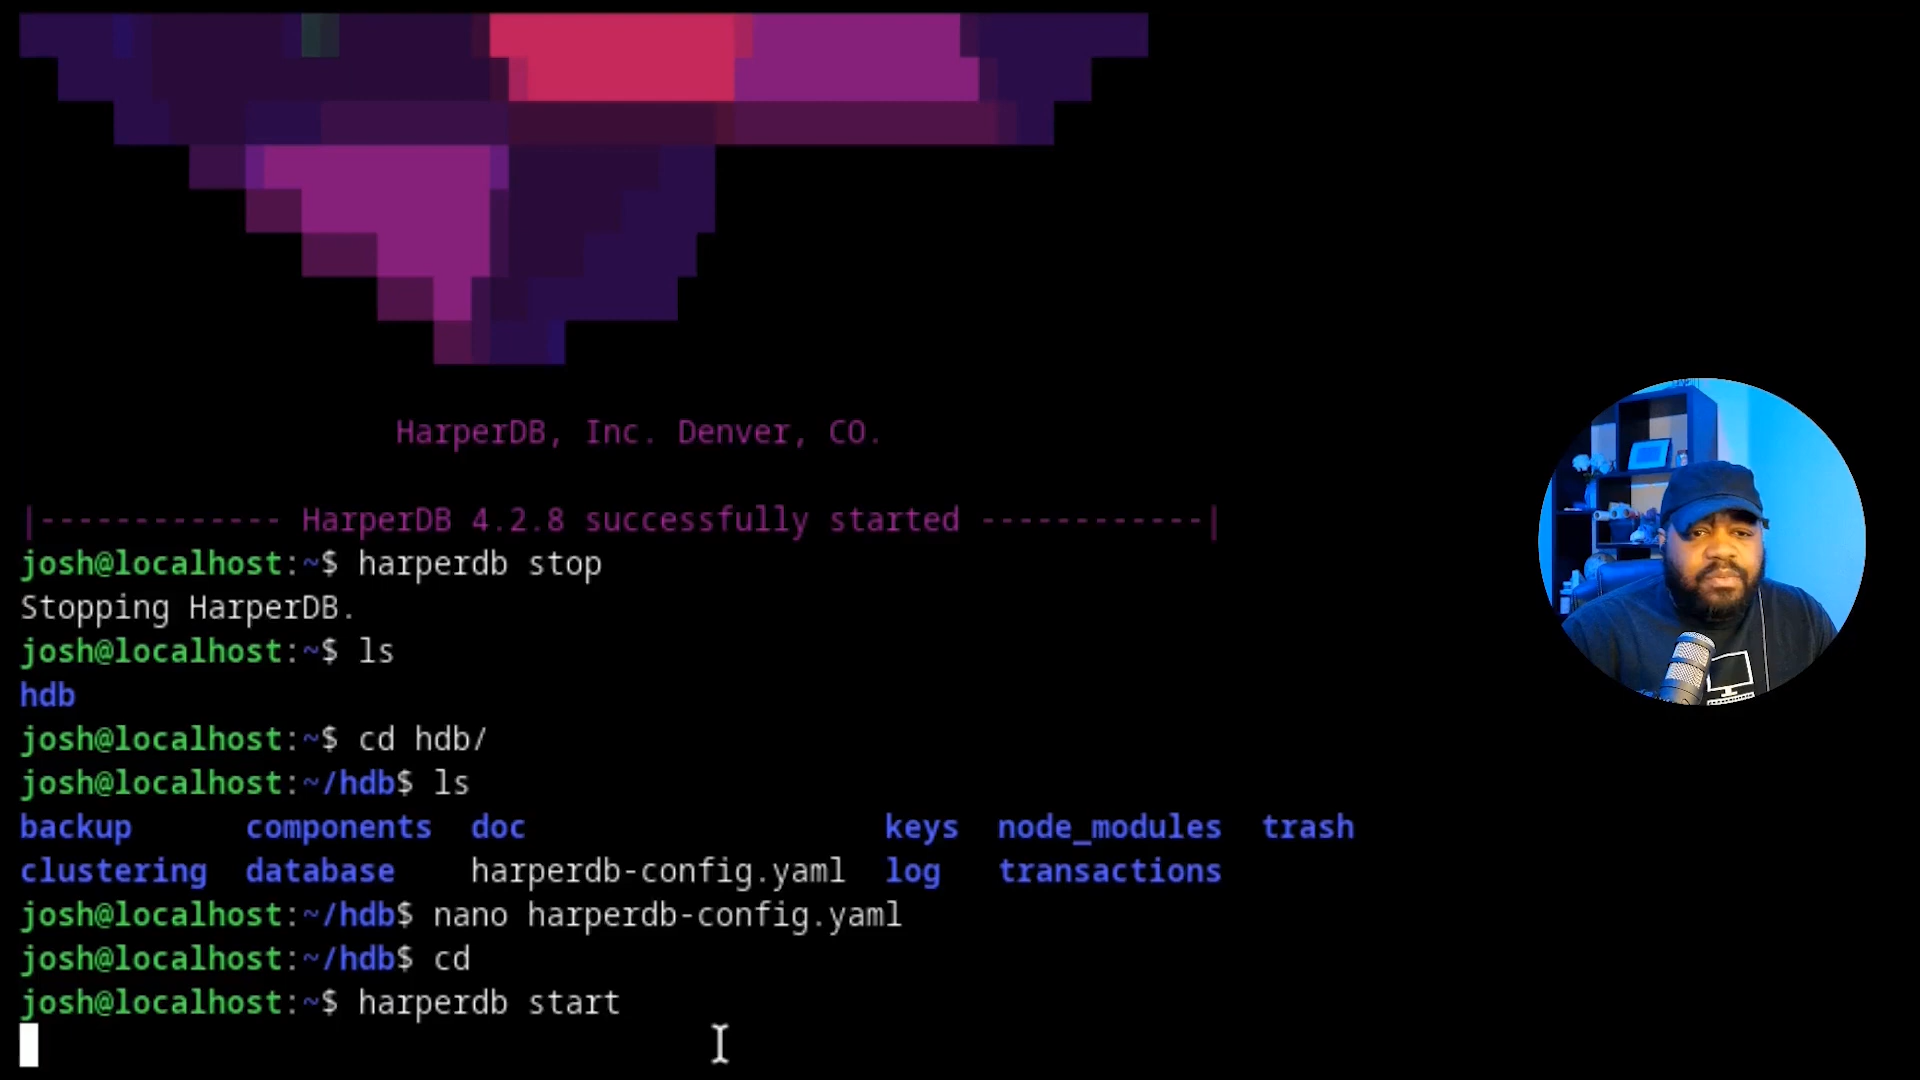 HarperDB, Inc. Denver, CO.
|------------- HarperDB 4.2.8 successfully started ------------|
josh@localhost:~$ harperdb stop
Stopping HarperDB.
josh@localhost:~$ ls
hdb
josh@localhost:~$ cd hdb/
josh@localhost:~/hdb$ ls
backup components doc keys node_modules trash
clustering database harperdb-config.yaml log transactions
josh@localhost:~/hdb$ nano harperdb-config.yaml
josh@localhost:~/hdb$ cd
josh@localhost:~$ harperdb start